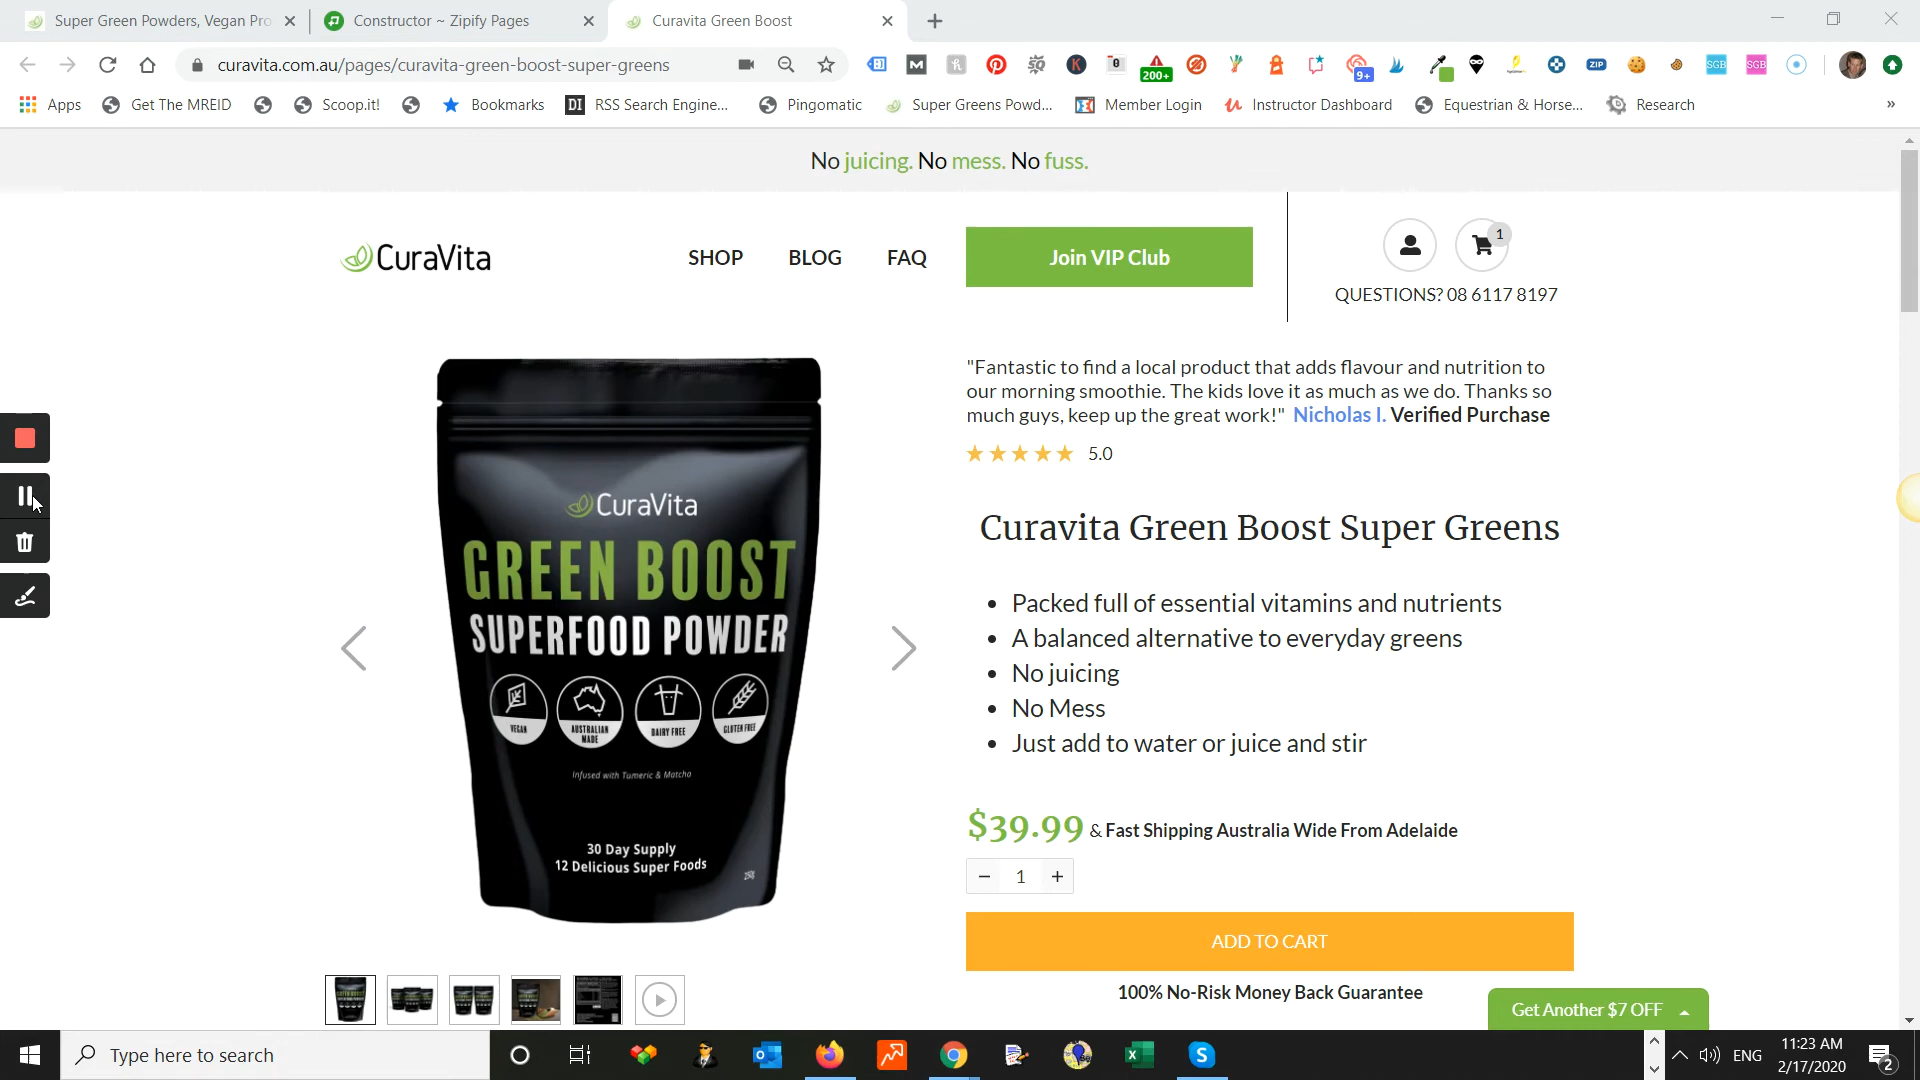 Super Green Powders, Vegan Pro
Constructor ~ Zipify Pages
Curavita Green Boost
curavita.com.au/pages/curavita-green-boost-super-greens
200+
9+
ZIP
SGB
SGB
Apps
Get The MREID
Scoop.it!
Bookmarks
DI
RSS Search Engine...
Pingomatic
Super Greens Powd...
Member Login
Instructor Dashboard
Equestrian & Horse...
Research
»
No juicing. No mess. No fuss.
CuraVita
SHOP
BLOG
FAQ
Join VIP Club
1
QUESTIONS? 08 6117 8197
"Fantastic to find a local product that adds flavour and nutrition to
our morning smoothie. The kids love it as much as we do. Thanks so
much guys, keep up the great work!" Nicholas I. Verified Purchase
5.0
Curavita Green Boost Super Greens
• Packed full of essential vitamins and nutrients
• A balanced alternative to everyday greens
• No juicing
• No Mess
• Just add to water or juice and stir
$39.99 & Fast Shipping Australia Wide From Adelaide
− 1 +
ADD TO CART
100% No-Risk Money Back Guarantee
Get Another $7 OFF
CuraVita
GREEN BOOST
SUPERFOOD POWDER
VEGAN
AUSTRALIAN
MADE
DAIRY FREE
GLUTEN FREE
Infused with Tumeric & Matcha
30 Day Supply
12 Delicious Super Foods
Type here to search
ENG
11:23 AM
2/17/2020
2